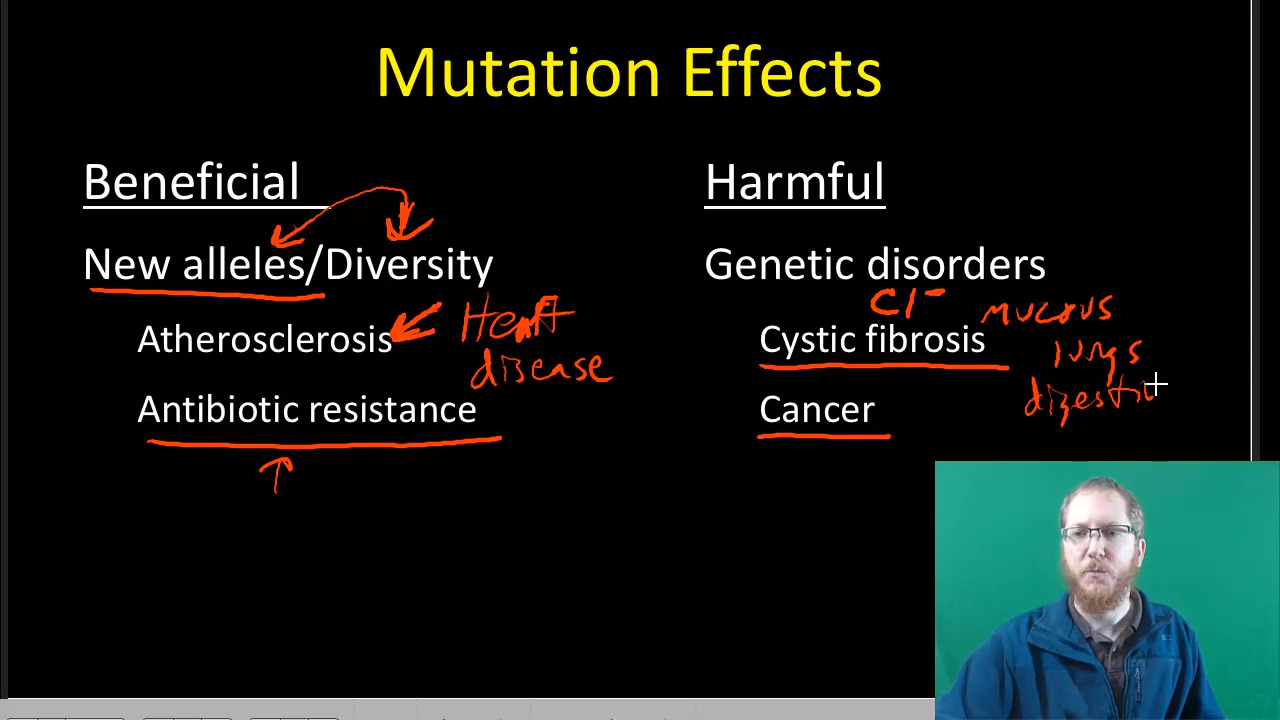 Mutation Effects
Beneficial
New alleles/Diversity
Atherosclerosis
Heart
disease
Antibiotic resistance
Harmful
Genetic disorders
Cl-
mucous
Cystic fibrosis
lungs
Cancer